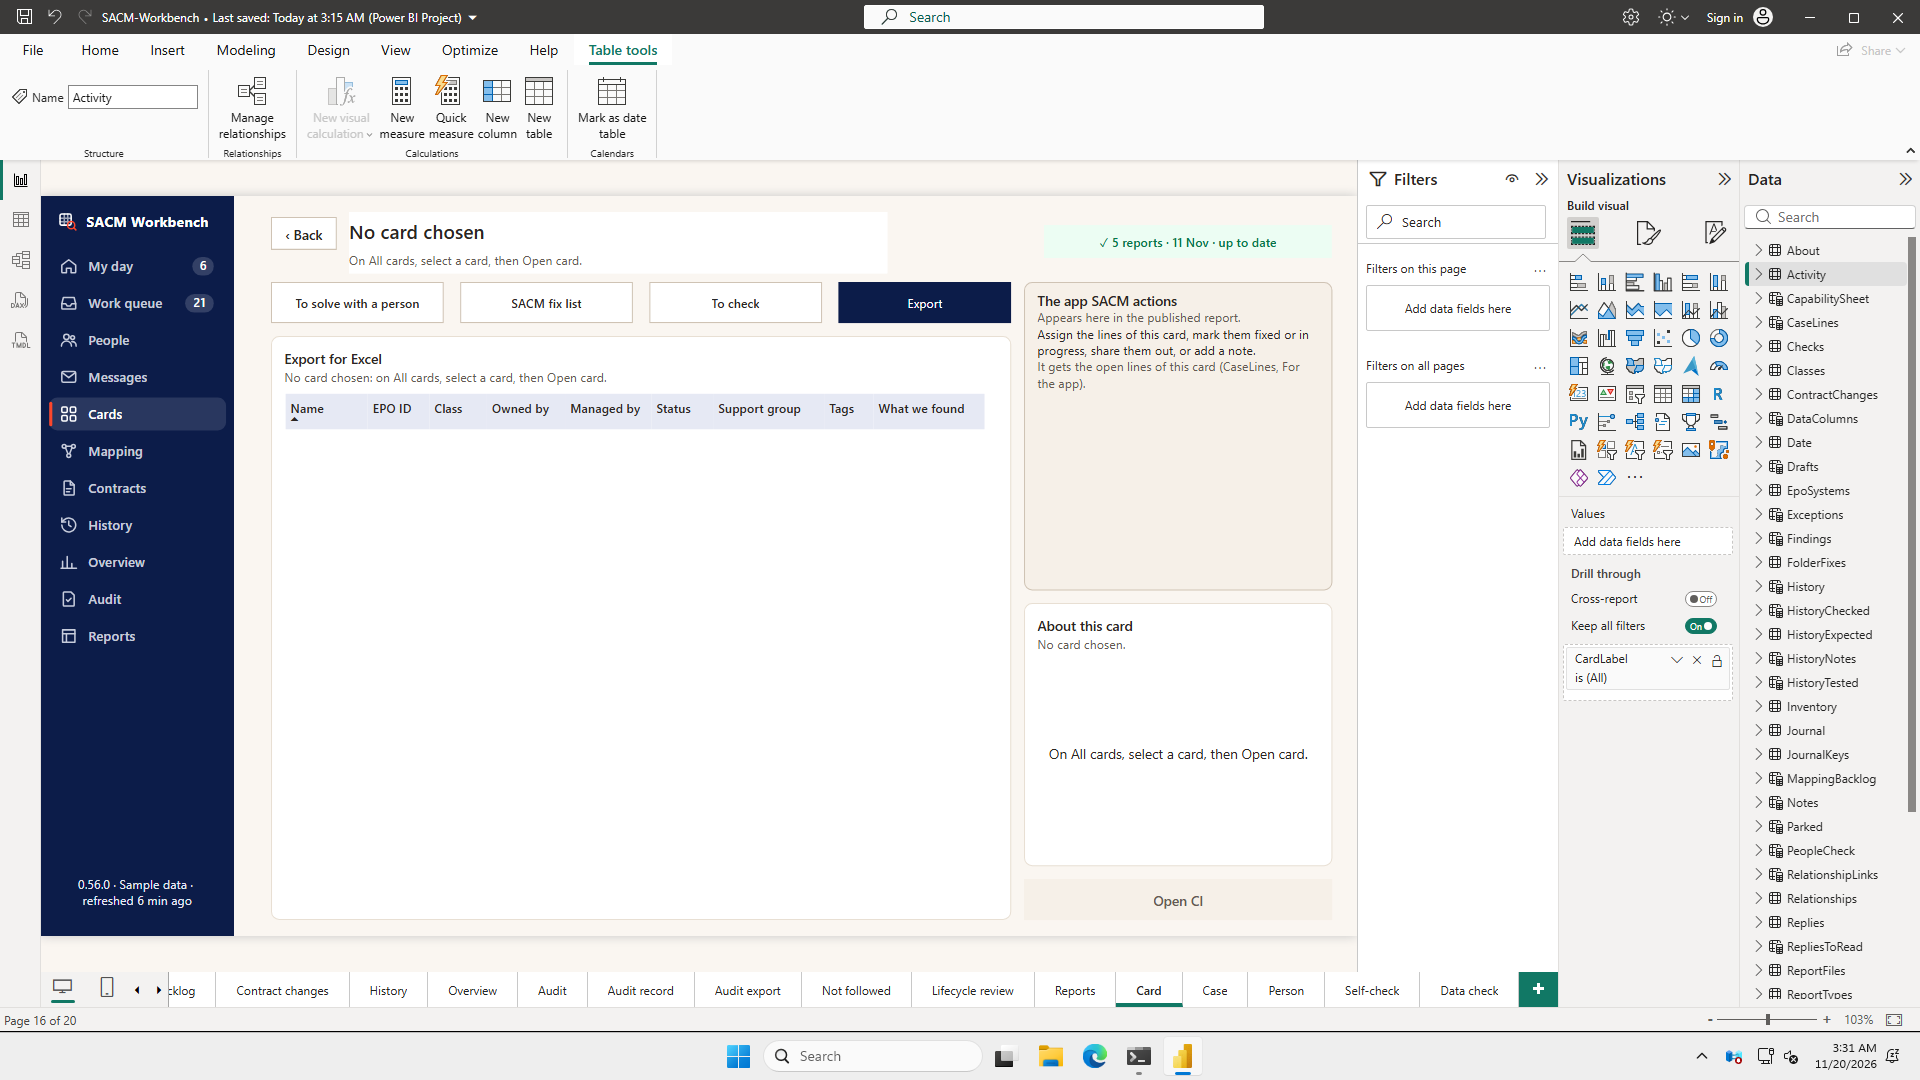 SACM-Workbench • Last saved: Today at 3:15 AM (Power BI Project)
Search
Sign in
File
Home
Insert
Modeling
Design
View
Optimize
Help
Table tools
Share
Name
Activity
Structure
Manage relationships
Relationships
New visual calculation
New measure
Quick measure
New column
New table
Calculations
Mark as date table
Calendars
SACM Workbench
My day
6
Work queue
21
People
Messages
Cards
Mapping
Contracts
History
Overview
Audit
Reports
0.56.0 · Sample data ·
refreshed 6 min ago
‹ Back
No card chosen
On All cards, select a card, then Open card.
✓ 5 reports · 11 Nov · up to date
To solve with a person
SACM fix list
To check
Export
Export for Excel
No card chosen: on All cards, select a card, then Open card.
Name
EPO ID
Class
Owned by
Managed by
Status
Support group
Tags
What we found
The app SACM actions
Appears here in the published report.
Assign the lines of this card, mark them fixed or in
progress, share them out, or add a note.
It gets the open lines of this card (CaseLines, For
the app).
About this card
No card chosen.
On All cards, select a card, then Open card.
Open CI
Filters
Search
Filters on this page
Add data fields here
Filters on all pages
Add data fields here
Visualizations
Build visual
Values
Add data fields here
Drill through
Cross-report
Off
Keep all filters
On
CardLabel
is (All)
Data
Search
About
Activity
CapabilitySheet
CaseLines
Checks
Classes
ContractChanges
DataColumns
Date
Drafts
EpoSystems
Exceptions
Findings
FolderFixes
History
HistoryChecked
HistoryExpected
HistoryNotes
HistoryTested
Inventory
Journal
JournalKeys
MappingBacklog
Notes
Parked
PeopleCheck
RelationshipLinks
Relationships
Replies
RepliesToRead
ReportFiles
ReportTypes
cklog
Contract changes
History
Overview
Audit
Audit record
Audit export
Not followed
Lifecycle review
Reports
Card
Case
Person
Self-check
Data check
Page 16 of 20
103%
Search
3:31 AM
11/20/2026